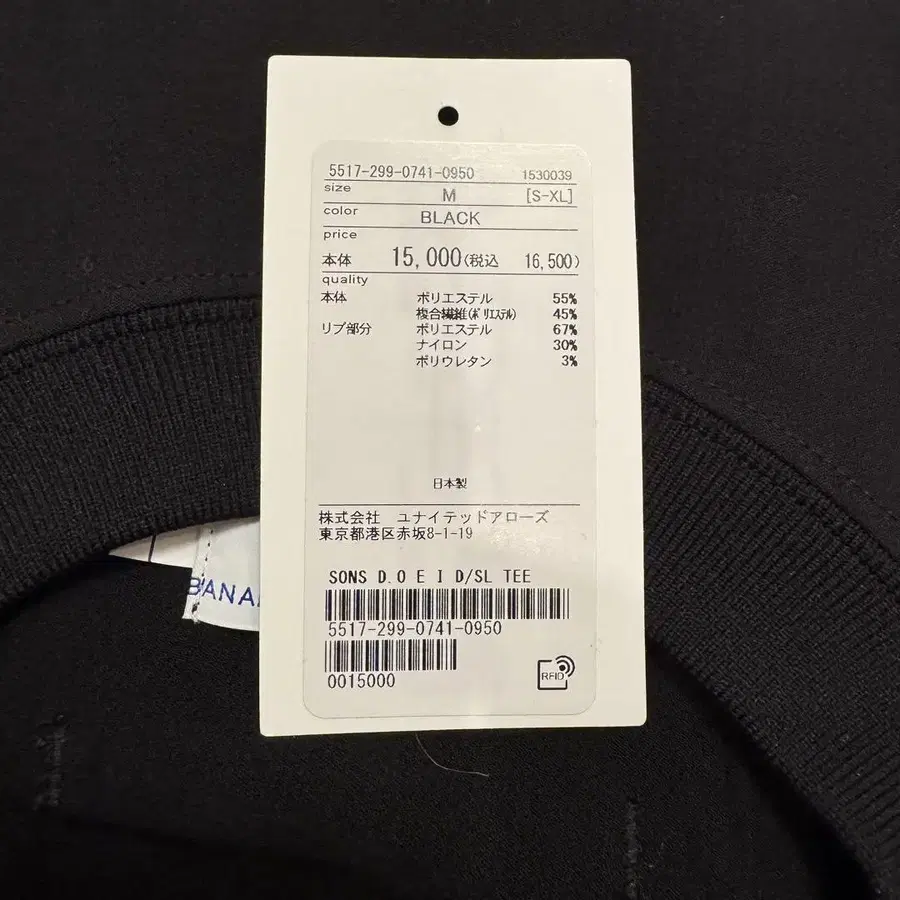 5517-299-0741-0950 1530039
size M [S-XL]
color BLACK
price
本体 15,000(税込 16,500)
quality
本体 ポリエステル 55%
複合繊維(ポリエステル) 45%
リブ部分 ポリエステル 67%
ナイロン 30%
ポリウレタン 3%
日本製
株式会社 ユナイテッドアローズ
東京都港区赤坂8-1-19
SONS D.O E I D/SL TEE
5517-299-0741-0950
0015000
RFID